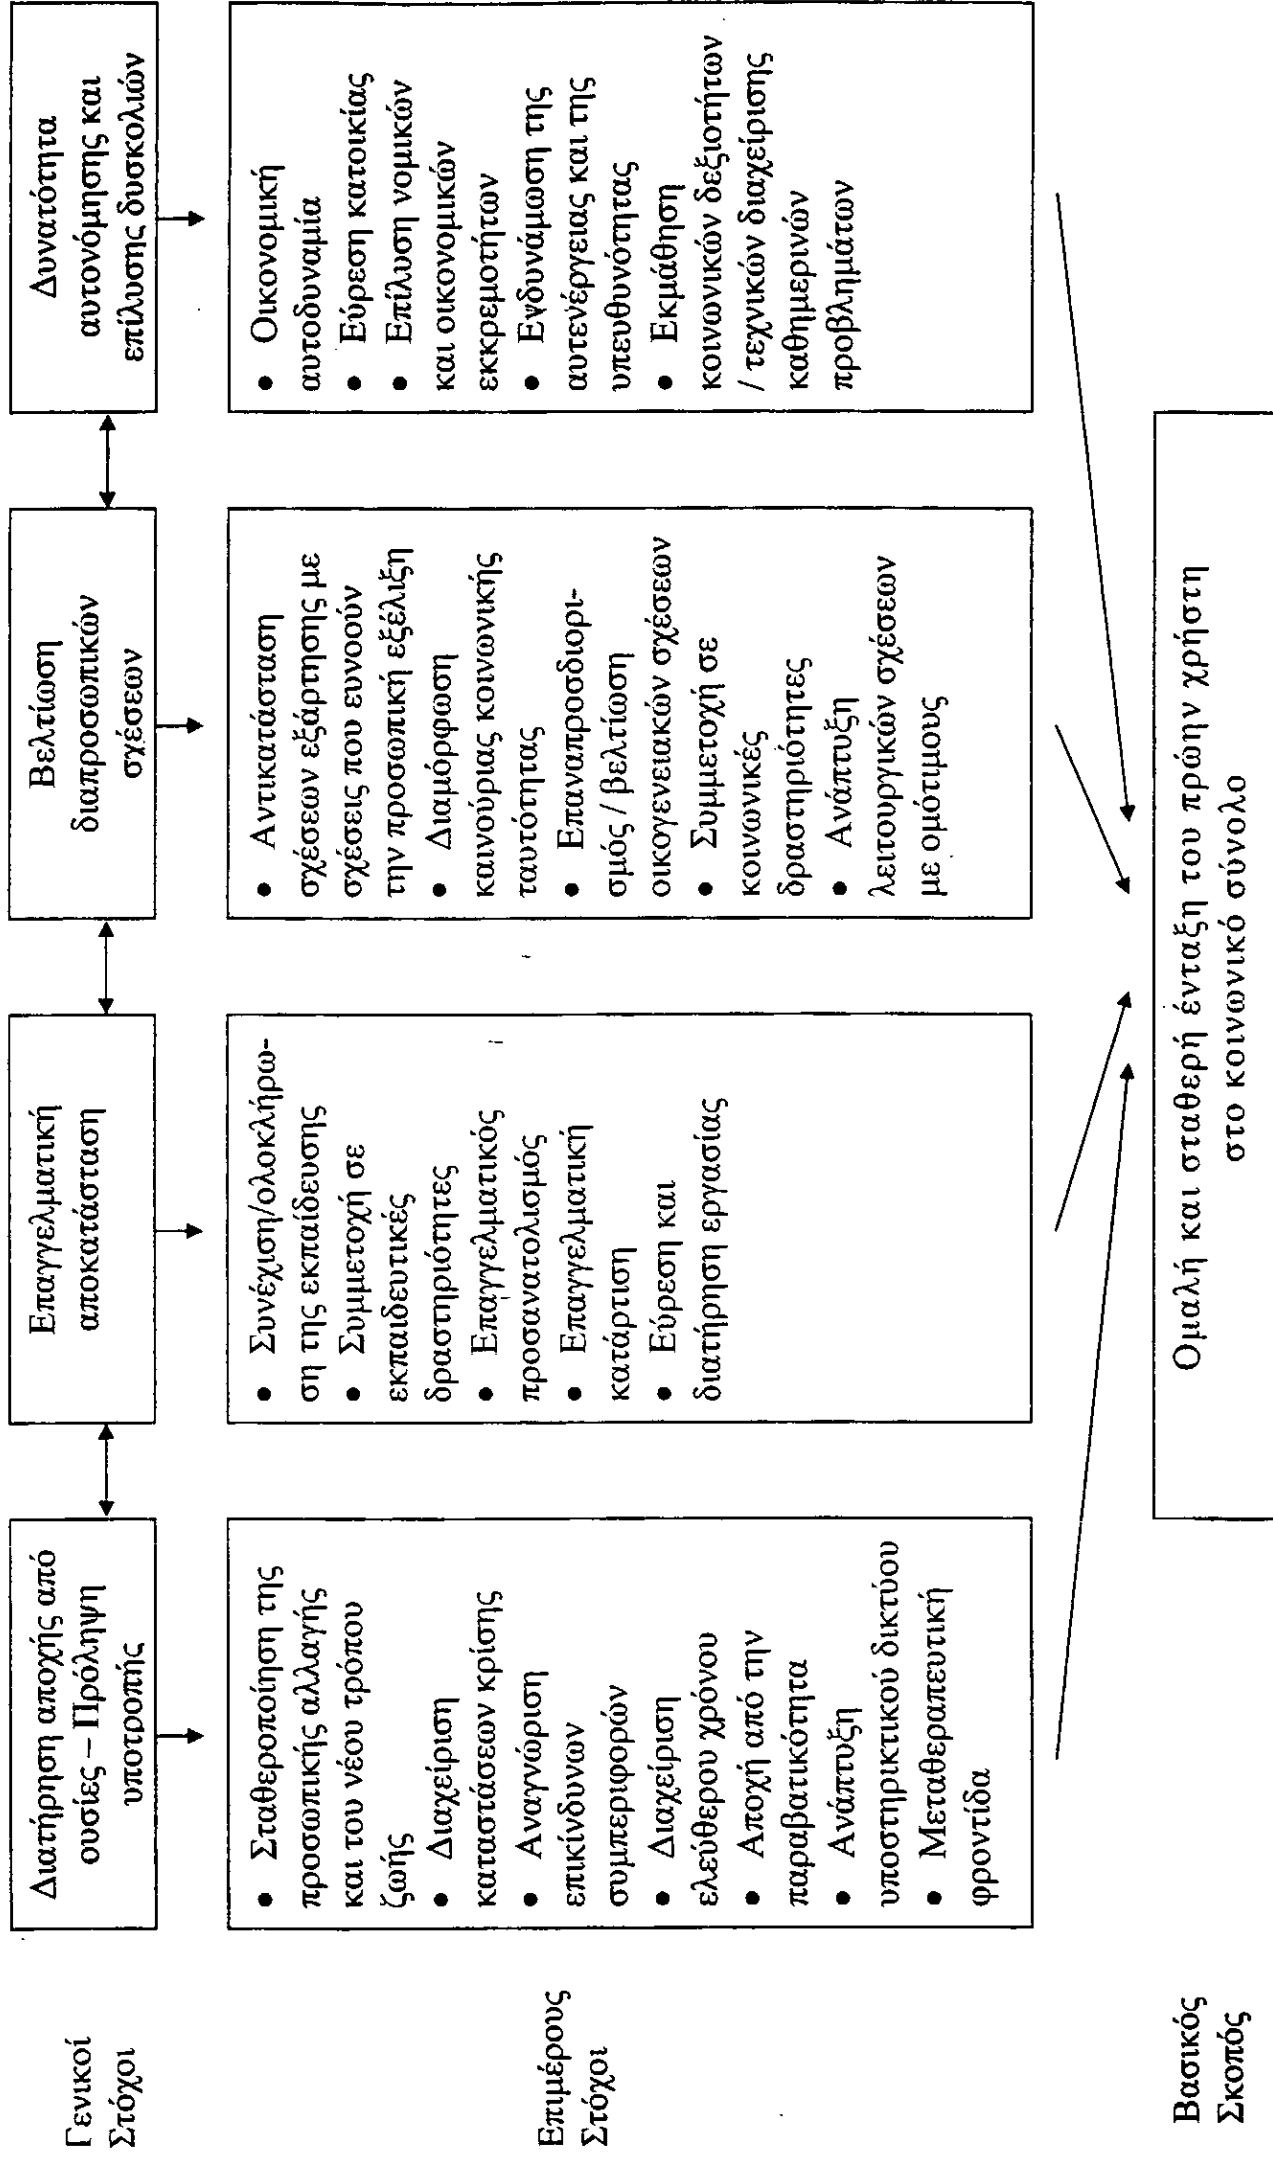 Γενικοί
Στόχοι
Διατήρηση αποχής από
ουσίες – Πρόληψη
υποτροπής
Επαγγελματική
αποκατάσταση
Βελτίωση
διαπροσωπικών
σχέσεων
Δυνατότητα
αυτονόμησης και
επίλυσης δυσκολιών
Επιμέρους
Στόχοι
• Σταθεροποίηση της
προσωπικής αλλαγής
και του νέου τρόπου
ζωής
• Διαχείριση
καταστάσεων κρίσης
• Αναγνώριση
επικίνδυνων
συμπεριφορών
• Διαχείριση
ελεύθερου χρόνου
• Αποχή από την
παραβατικότητα
• Ανάπτυξη
υποστηρικτικού δικτύου
• Μεταθεραπευτική
φροντίδα
• Συνέχιση/ολοκλήρω-
ση της εκπαίδευσης
• Συμμετοχή σε
εκπαιδευτικές
δραστηριότητες
• Επαγγελματικός
προσανατολισμός
• Επαγγελματική
κατάρτιση
• Εύρεση και
διατήρηση εργασίας
• Αντικατάσταση
σχέσεων εξάρτησης με
σχέσεις που ευνοούν
την προσωπική εξέλιξη
• Διαμόρφωση
καινούριας κοινωνικής
ταυτότητας
• Επαναπροσδιορι-
σμός / βελτίωση
οικογενειακών σχέσεων
• Συμμετοχή σε
κοινωνικές
δραστηριότητες
• Ανάπτυξη
λειτουργικών σχέσεων
με ομότιμους
• Οικονομική
αυτοδυναμία
• Εύρεση κατοικίας
• Επίλυση νομικών
και οικονομικών
εκκρεμοτήτων
• Ενδυνάμωση της
αυτενέργειας και της
υπευθυνότητας
• Εκμάθηση
κοινωνικών δεξιοτήτων
/ τεχνικών διαχείρισης
καθημερινών
προβλημάτων
Βασικός
Σκοπός
Ομαλή και σταθερή ένταξη του πρώην χρήστη
στο κοινωνικό σύνολο